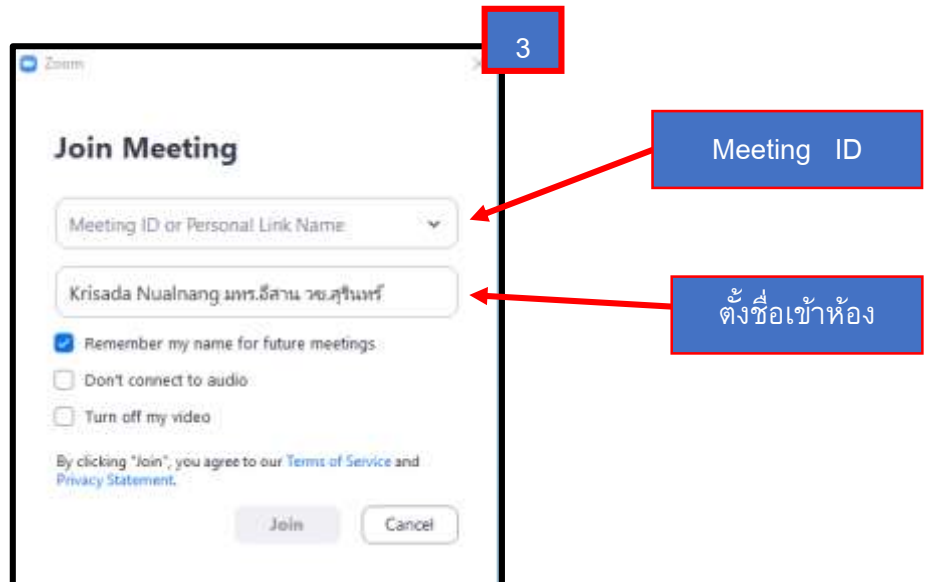 3
Zoom
Join Meeting
Meeting ID
Meeting ID or Personal Link Name
Krisada Nualnang มทร.อีสาน วข.สุรินทร์
ตั้งชื่อเข้าห้อง
Remember my name for future meetings
Don't connect to audio
Turn off my video
By clicking "Join", you agree to our Terms of Service and
Privacy Statement.
Join Cancel